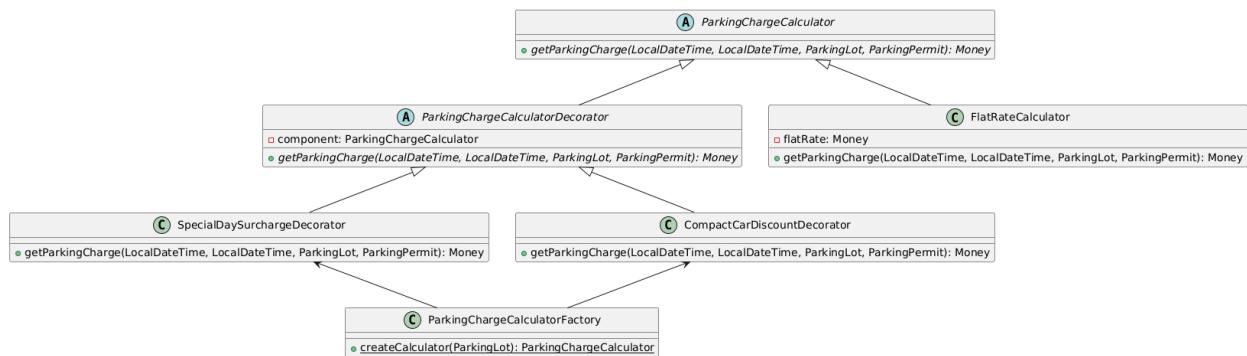 A ParkingChargeCalculator
getParkingCharge(LocalDateTime, LocalDateTime, ParkingLot, ParkingPermit): Money
A ParkingChargeCalculatorDecorator
component: ParkingChargeCalculator
getParkingCharge(LocalDateTime, LocalDateTime, ParkingLot, ParkingPermit): Money
C FlatRateCalculator
flatRate: Money
getParkingCharge(LocalDateTime, LocalDateTime, ParkingLot, ParkingPermit): Money
C SpecialDaySurchargeDecorator
getParkingCharge(LocalDateTime, LocalDateTime, ParkingLot, ParkingPermit): Money
C CompactCarDiscountDecorator
getParkingCharge(LocalDateTime, LocalDateTime, ParkingLot, ParkingPermit): Money
C ParkingChargeCalculatorFactory
createCalculator(ParkingLot): ParkingChargeCalculator